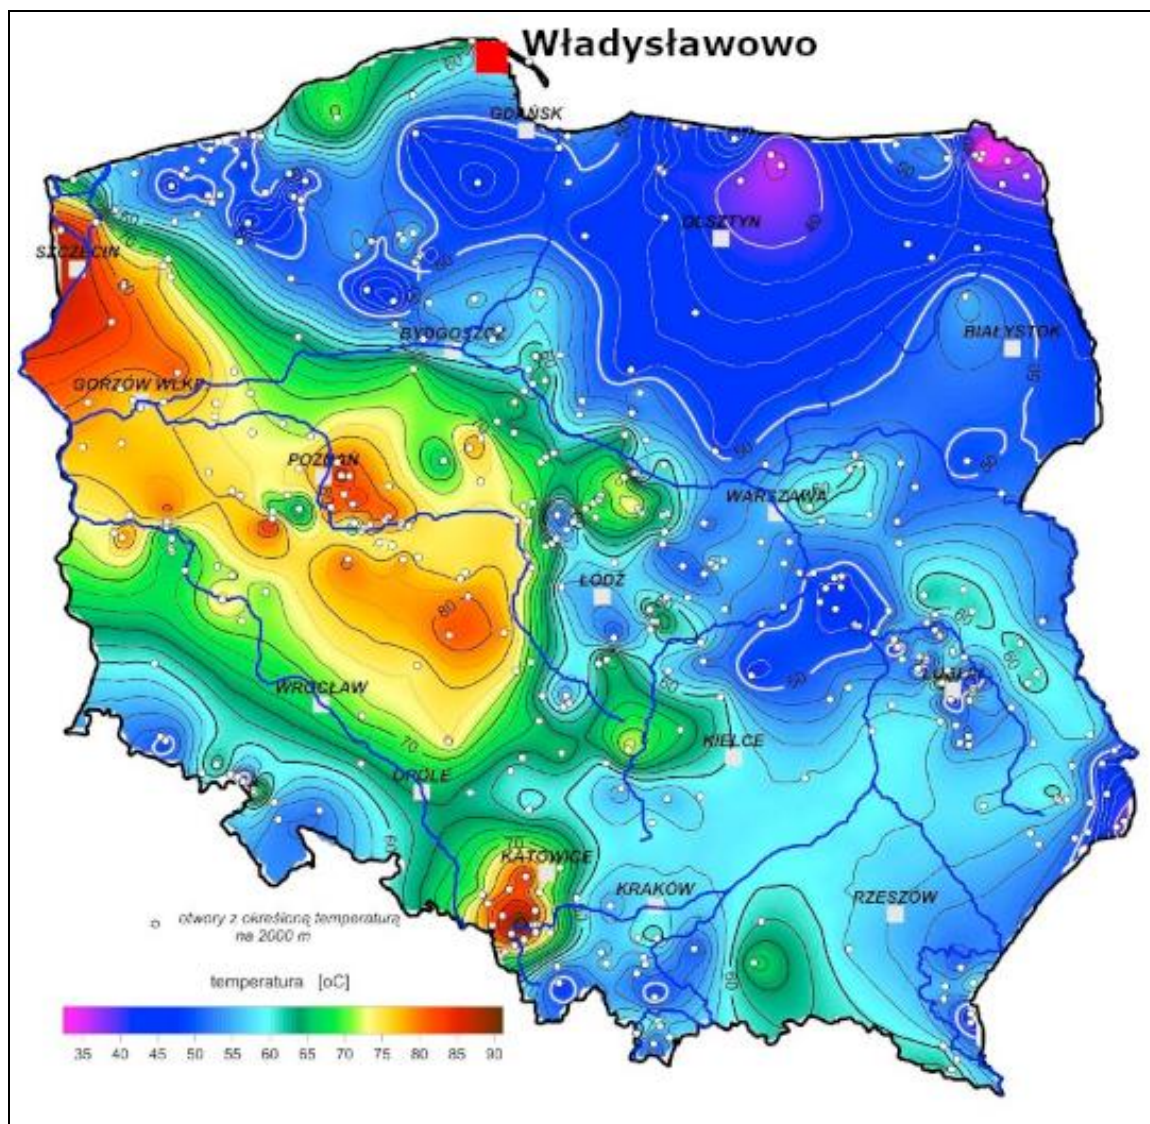 Władysławowo
GDAŃSK
OLSZTYN
SZCZECIN
BYDGOSZCZ
BIAŁYSTOK
GORZÓW WLKP
POZNAŃ
WARSZAWA
ŁÓDŹ
WROCŁAW
KIELCE
OPOLE
KATOWICE
KRAKÓW
RZESZÓW
otwory z określoną temperaturą
na 2000 m
temperatura [oC]
35 40 45 50 55 60 65 70 75 80 85 90